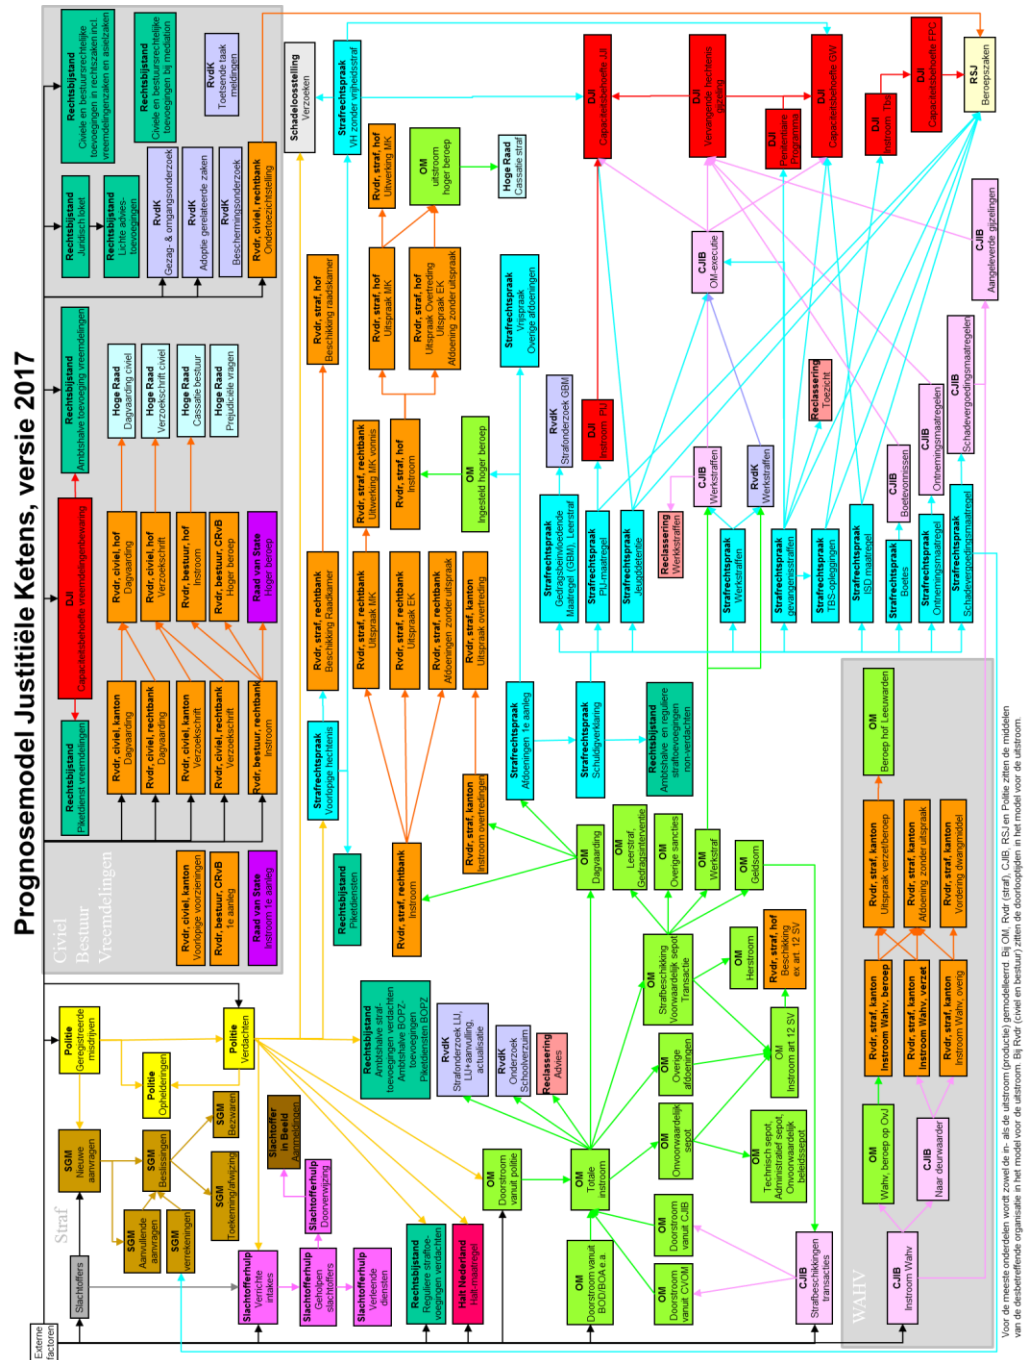 Prognosemodel Justitiële Ketens, versie 2017
Externe
factoren
Straf
Slachtoffers
SGM
Nieuwe
aanvragen
Politie
Geregistreerde
misdrijven
Politie
Ophelderingen
Politie
Verdachten
SGM
Aanvullende
aanvragen
SGM
Beslissingen
SGM
verrekeningen
SGM
Bezwaren
SGM
Toekenning/afwijzing
Slachtofferhulp
Verrichte
intakes
Slachtofferhulp
Geholpen
slachtoffers
Slachtofferhulp
Verleende
diensten
Slachtofferhulp
Doorverwijzing
Slachtoffer
in Beeld
Aanmeldingen
Rechtsbijstand
Reguliere straftoe-
voegingen verdachten
Halt Nederland
Halt-maatregel
Rechtsbijstand
Ambtshalve straf-
toevoegingen verdachten
Ambtshalve BOPZ-
toevoegingen
Piketdiensten BOPZ
OM
Doorstroom
vanuit politie
OM
Totale
instroom
OM
Doorstroom vanuit
BOD/BOA e.a.
OM
Doorstroom
vanuit CVOM
OM
Doorstroom
vanuit CJIB
CJIB
Strafbeschikkingen
transacties
RvdK
Strafonderzoek LIJ,
LIJ+aanvulling,
actualisatie
RvdK
Onderzoek
Schoolverzuim
Reclassering
Advies
OM
Overige
afdoeningen
OM
Onvoorwaardelijk
sepot
OM
Technisch sepot,
Administratief sepot,
Onvoorwaardelijk
beleidssepot
OM
Strafbeschikking
Voorwaardelijk sepot
Transactie
OM
Herstroom
OM
Instroom art 12 SV
Rvdr, straf, hof
Beschikking
ex art. 12 SV
OM
Dagvaarding
OM
Leerstraf,
Gedragsinterventie
OM
Overige sancties
OM
Werkstraf
OM
Geldsom
Civiel
Bestuur
Vreemdelingen
Rechtsbijstand
Piketdienst vreemdelingen
DJI
Capaciteitsbehoefte vreemdelingenbewaring
Rechtsbijstand
Ambtshalve toevoeging vreemdelingen
Rvdr, civiel, kanton
Voorlopige voorzieningen
Rvdr, bestuur, CRvB
1e aanleg
Raad van State
Instroom 1e aanleg
Rvdr, civiel, kanton
Dagvaarding
Rvdr, civiel, rechtbank
Dagvaarding
Rvdr, civiel, kanton
Verzoekschrift
Rvdr, civiel, rechtbank
Verzoekschrift
Rvdr, bestuur, rechtbank
Instroom
Rvdr, civiel, hof
Dagvaarding
Rvdr, civiel, hof
Verzoekschrift
Rvdr, bestuur, hof
Instroom
Rvdr, bestuur, CRvB
Hoger beroep
Raad van State
Hoger beroep
Hoge Raad
Dagvaarding civiel
Hoge Raad
Verzoekschrift civiel
Hoge Raad
Cassatie bestuur
Hoge Raad
Prejudiciële vragen
Rechtsbijstand
Juridisch loket
Rechtsbijstand
Lichte advies-
toevoegingen
RvdK
Gezag- & omgangsonderzoek
RvdK
Adoptie gerelateerde zaken
RvdK
Beschermingsonderzoek
Rvdr, civiel, rechtbank
Ondertoezichtstelling
Rechtsbijstand
Civiele en bestuursrechtelijke
toevoegingen in rechtszaken incl.
vreemdelingenzaken en asielzaken
Rechtsbijstand
Civiele en bestuursrechtelijke
toevoegingen bij mediation
RvdK
Toetsende taak
meldingen
Schadeloosstelling
Verzoeken
Rechtsbijstand
Piketdiensten
Strafrechtspraak
Voorlopige hechtenis
Rvdr, straf, rechtbank
Beschikking Raadkamer
Rvdr, straf, hof
Beschikking raadskamer
Strafrechtspraak
VH zonder vrijheidsstraf
Rvdr, straf, rechtbank
Instroom
Rvdr, straf, kanton
Instroom overtredingen
Rvdr, straf, rechtbank
Uitspraak MK
Rvdr, straf, rechtbank
Uitspraak EK
Rvdr, straf, rechtbank
Afdoeningen zonder uitspraak
Rvdr, straf, kanton
Uitspraak overtreding
Rvdr, straf, rechtbank
Uitwerking MK vonnis
Rvdr, straf, hof
Instroom
OM
Ingesteld hoger beroep
Rvdr, straf, hof
Uitspraak MK
Rvdr, straf, hof
Uitspraak Overtreding
Uitspraak EK
Afdoening zonder uitspraak
Rvdr, straf, hof
Uitwerking MK
OM
uitstroom
hoger beroep
Hoge Raad
Cassatie straf
Strafrechtspraak
Afdoeningen 1e aanleg
Strafrechtspraak
Vrijspraak
Overige afdoeningen
Strafrechtspraak
Schuldigverklaring
Rechtsbijstand
Ambtshalve en reguliere
straftoevoegingen
non-verdachten
Strafrechtspraak
Gedragsbeïnvloedende
Maatregel (GBM), Leerstraf
RvdK
Strafonderzoek GBM
Strafrechtspraak
PIJ-maatregel
DJI
Instroom PIJ
Strafrechtspraak
Jeugddetentie
Reclassering
Werkstraffen
CJIB
Werkstraffen
RvdK
Werkstraffen
Strafrechtspraak
Werkstraffen
Strafrechtspraak
gevangenisstraffen
Strafrechtspraak
TBS-opleggingen
Reclassering
Toezicht
Strafrechtspraak
ISD maatregel
Strafrechtspraak
Boetes
CJIB
Boetevonnissen
Strafrechtspraak
Ontnemingsmaatregel
CJIB
Ontnemingsmaatregelen
Strafrechtspraak
Schadevergoedingsmaatregel
CJIB
Schadevergoedingsmaatregelen
CJIB
OM-executie
CJIB
Aangeleverde gijzelingen
DJI
Capaciteitsbehoefte JJI
DJI
Vervangende hechtenis
gijzeling
DJI
Penitentiaire
Programma
DJI
Capaciteitsbehoefte GW
DJI
Instroom Tbs
DJI
Capaciteitsbehoefte FPC
RSJ
Beroepszaken
WAHV
CJIB
Instroom Wahv
OM
Wahv, beroep op OvJ
CJIB
Naar deurwaarder
Rvdr, straf, kanton
Instroom Wahv, beroep
Rvdr, straf, kanton
Instroom Wahv, verzet
Rvdr, straf, kanton
Instroom Wahv, overig
Rvdr, straf, kanton
Uitspraak verzet/beroep
Rvdr, straf, kanton
Afdoening zonder uitspraak
Rvdr, straf, kanton
Vordering dwangmiddel
OM
Beroep hof Leeuwarden
Voor de meeste onderdelen wordt zowel de in- als de uitstroom (productie) gemodelleerd. Bij OM, Rvdr (straf), CJIB, RSJ en Politie zitten de middelen
van de desbetreffende organisatie in het model voor de uitstroom. Bij Rvdr (civiel en bestuur) zitten de doorlooptijden in het model voor de uitstroom.